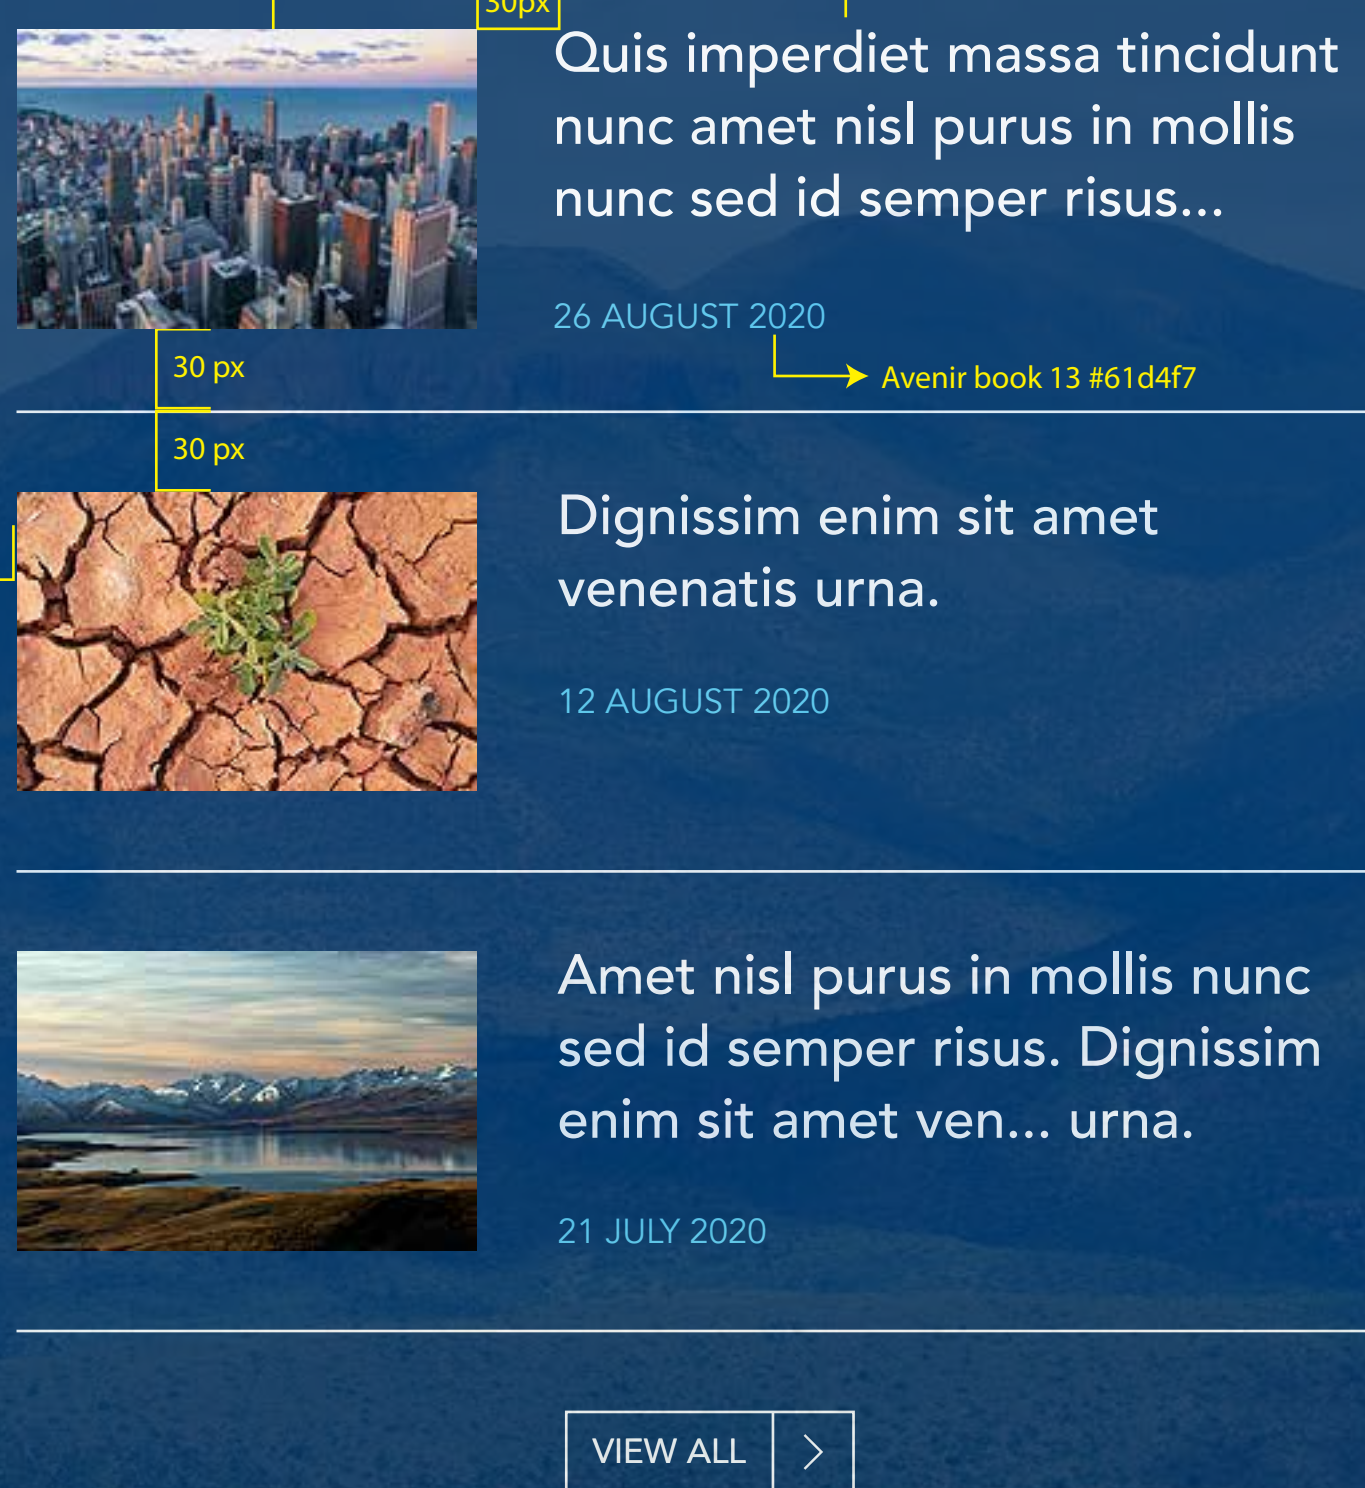 30px
Quis imperdiet massa tincidunt
nunc amet nisl purus in mollis
nunc sed id semper risus...
26 AUGUST 2020
30 px
Avenir book 13 #61d4f7
30 px
Dignissim enim sit amet
venenatis urna.
12 AUGUST 2020
Amet nisl purus in mollis nunc
sed id semper risus. Dignissim
enim sit amet ven... urna.
21 JULY 2020
VIEW ALL